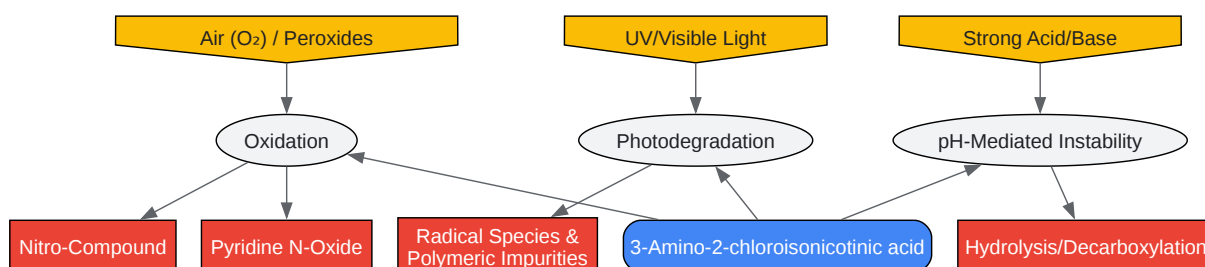 Air (O₂) / Peroxides
UV/Visible Light
Strong Acid/Base
Oxidation
Photodegradation
pH-Mediated Instability
Nitro-Compound
Pyridine N-Oxide
Radical Species &
Polymeric Impurities
3-Amino-2-chloroisonicotinic acid
Hydrolysis/Decarboxylation